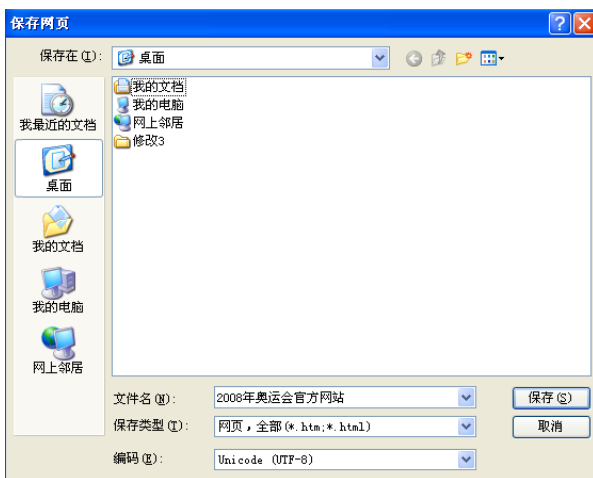 保存网页
保存在(I): 桌面
我最近的文档
桌面
我的文档
我的电脑
网上邻居
我的文档
我的电脑
网上邻居
修改3
文件名(N): 2008年奥运会官方网站 保存(S)
保存类型(T): 网页，全部(*.htm;*.html) 取消
编码(E): Unicode (UTF-8)